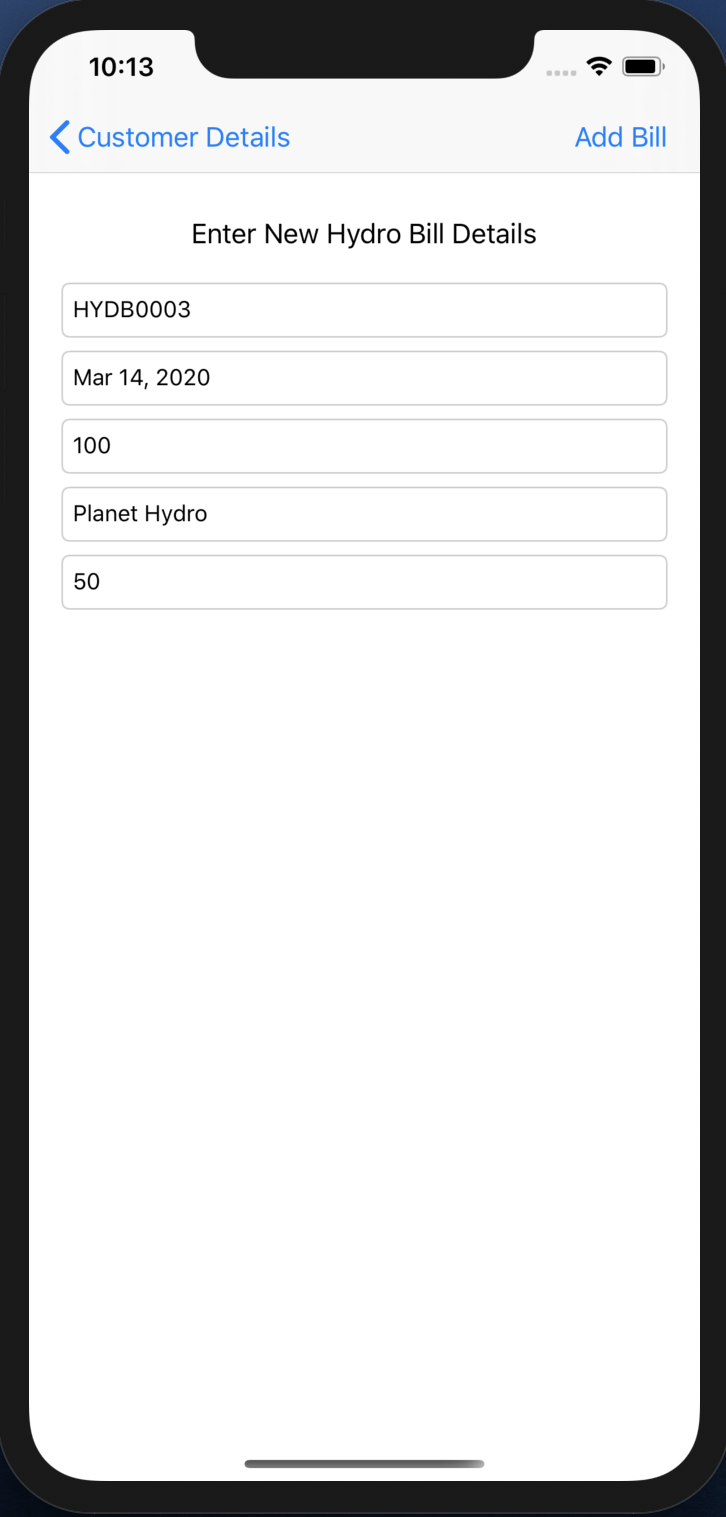 10:13
Customer Details Add Bill
Enter New Hydro Bill Details
HYDB0003
Mar 14, 2020
100
Planet Hydro
50